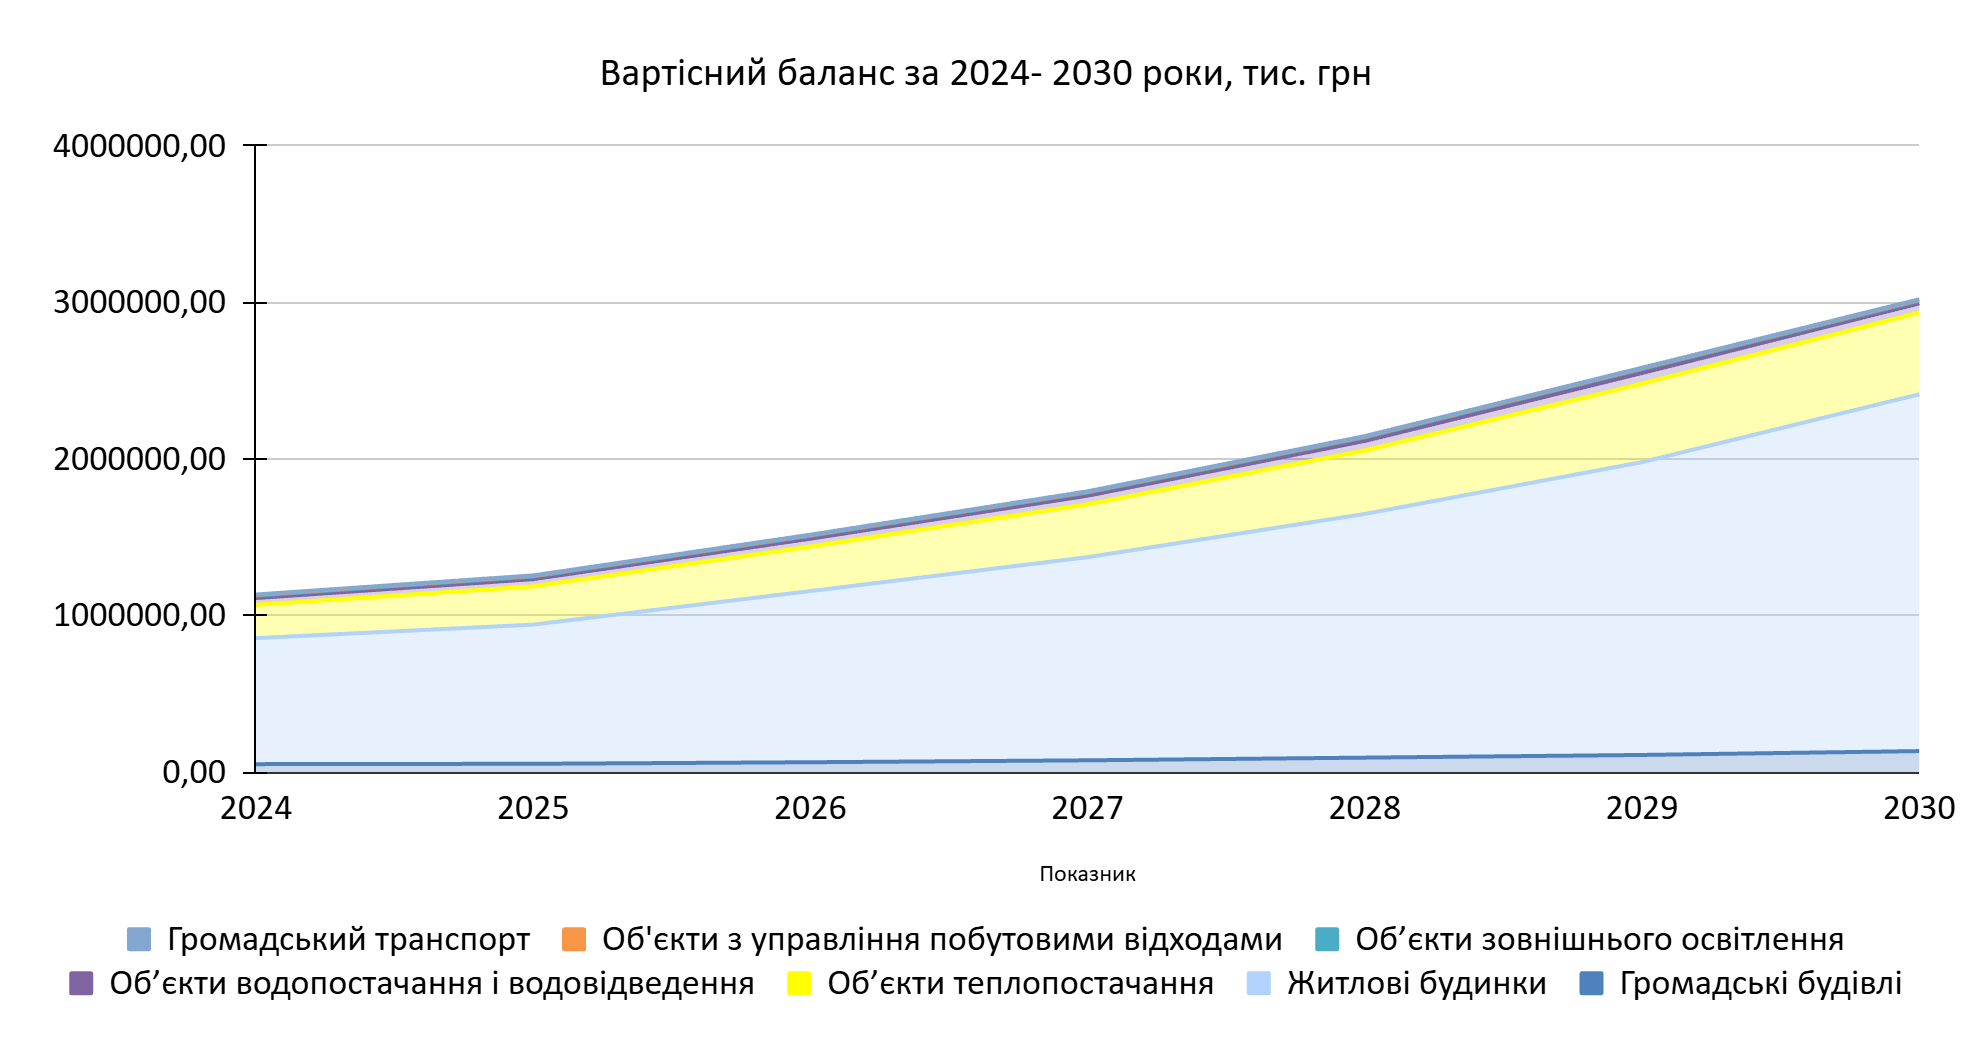 Вартісний баланс за 2024- 2030 роки, тис. грн
4000000,00
3000000,00
2000000,00
1000000,00
0,00
2024 2025 2026 2027 2028 2029 2030
Показник
Громадський транспорт Об'єкти з управління побутовими відходами Об’єкти зовнішнього освітлення
Об’єкти водопостачання і водовідведення Об’єкти теплопостачання Житлові будинки Громадські будівлі